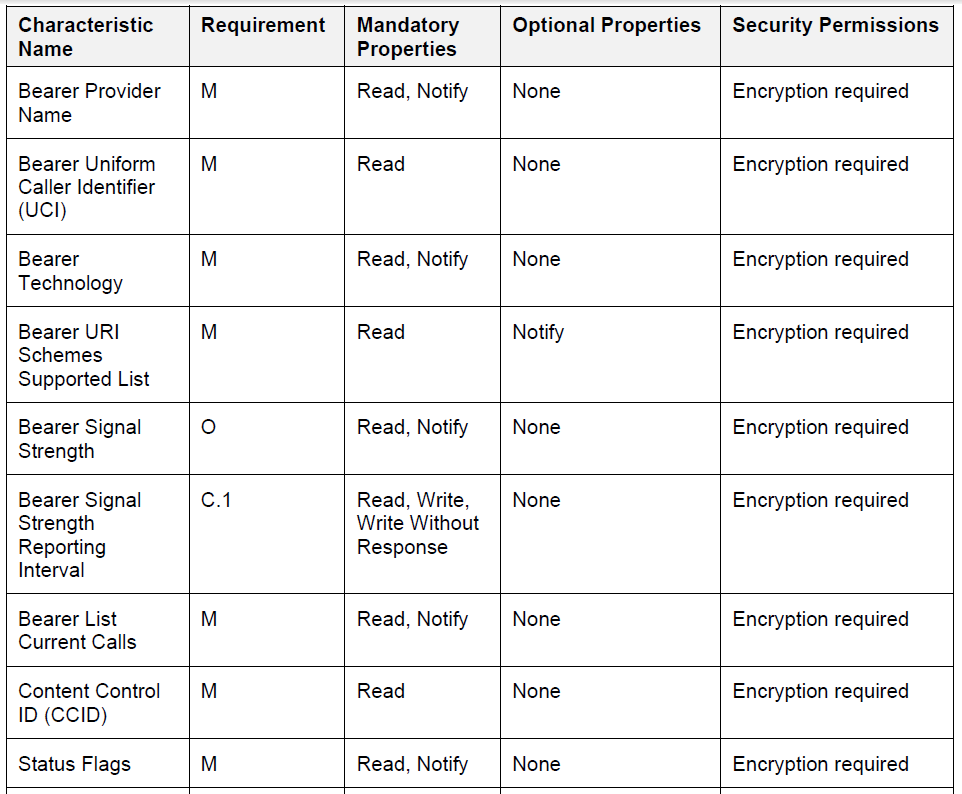 Characteristic Name Requirement Mandatory Properties Optional Properties Security Permissions
Bearer Provider Name M Read, Notify None Encryption required
Bearer Uniform Caller Identifier (UCI) M Read None Encryption required
Bearer Technology M Read, Notify None Encryption required
Bearer URI Schemes Supported List M Read Notify Encryption required
Bearer Signal Strength O Read, Notify None Encryption required
Bearer Signal Strength Reporting Interval C.1 Read, Write, Write Without Response None Encryption required
Bearer List Current Calls M Read, Notify None Encryption required
Content Control ID (CCID) M Read None Encryption required
Status Flags M Read, Notify None Encryption required